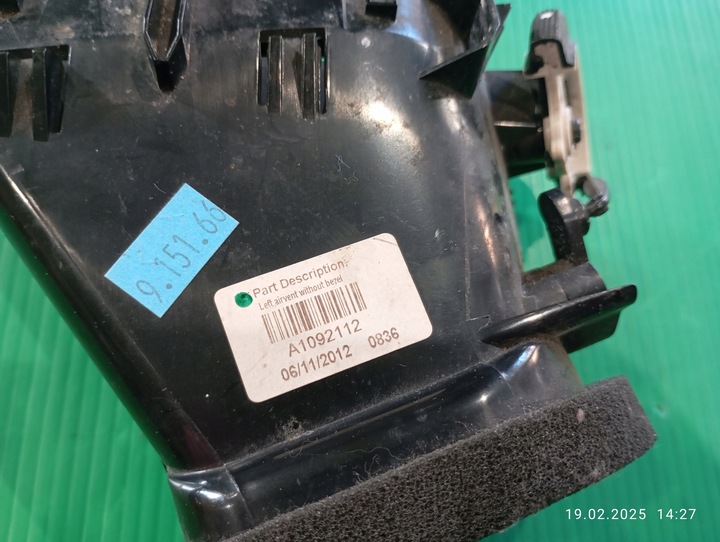 9.151.66
Part Description:
Left airvent without bezel
A1092112
06/11/2012 0836
19.02.2025 14:27